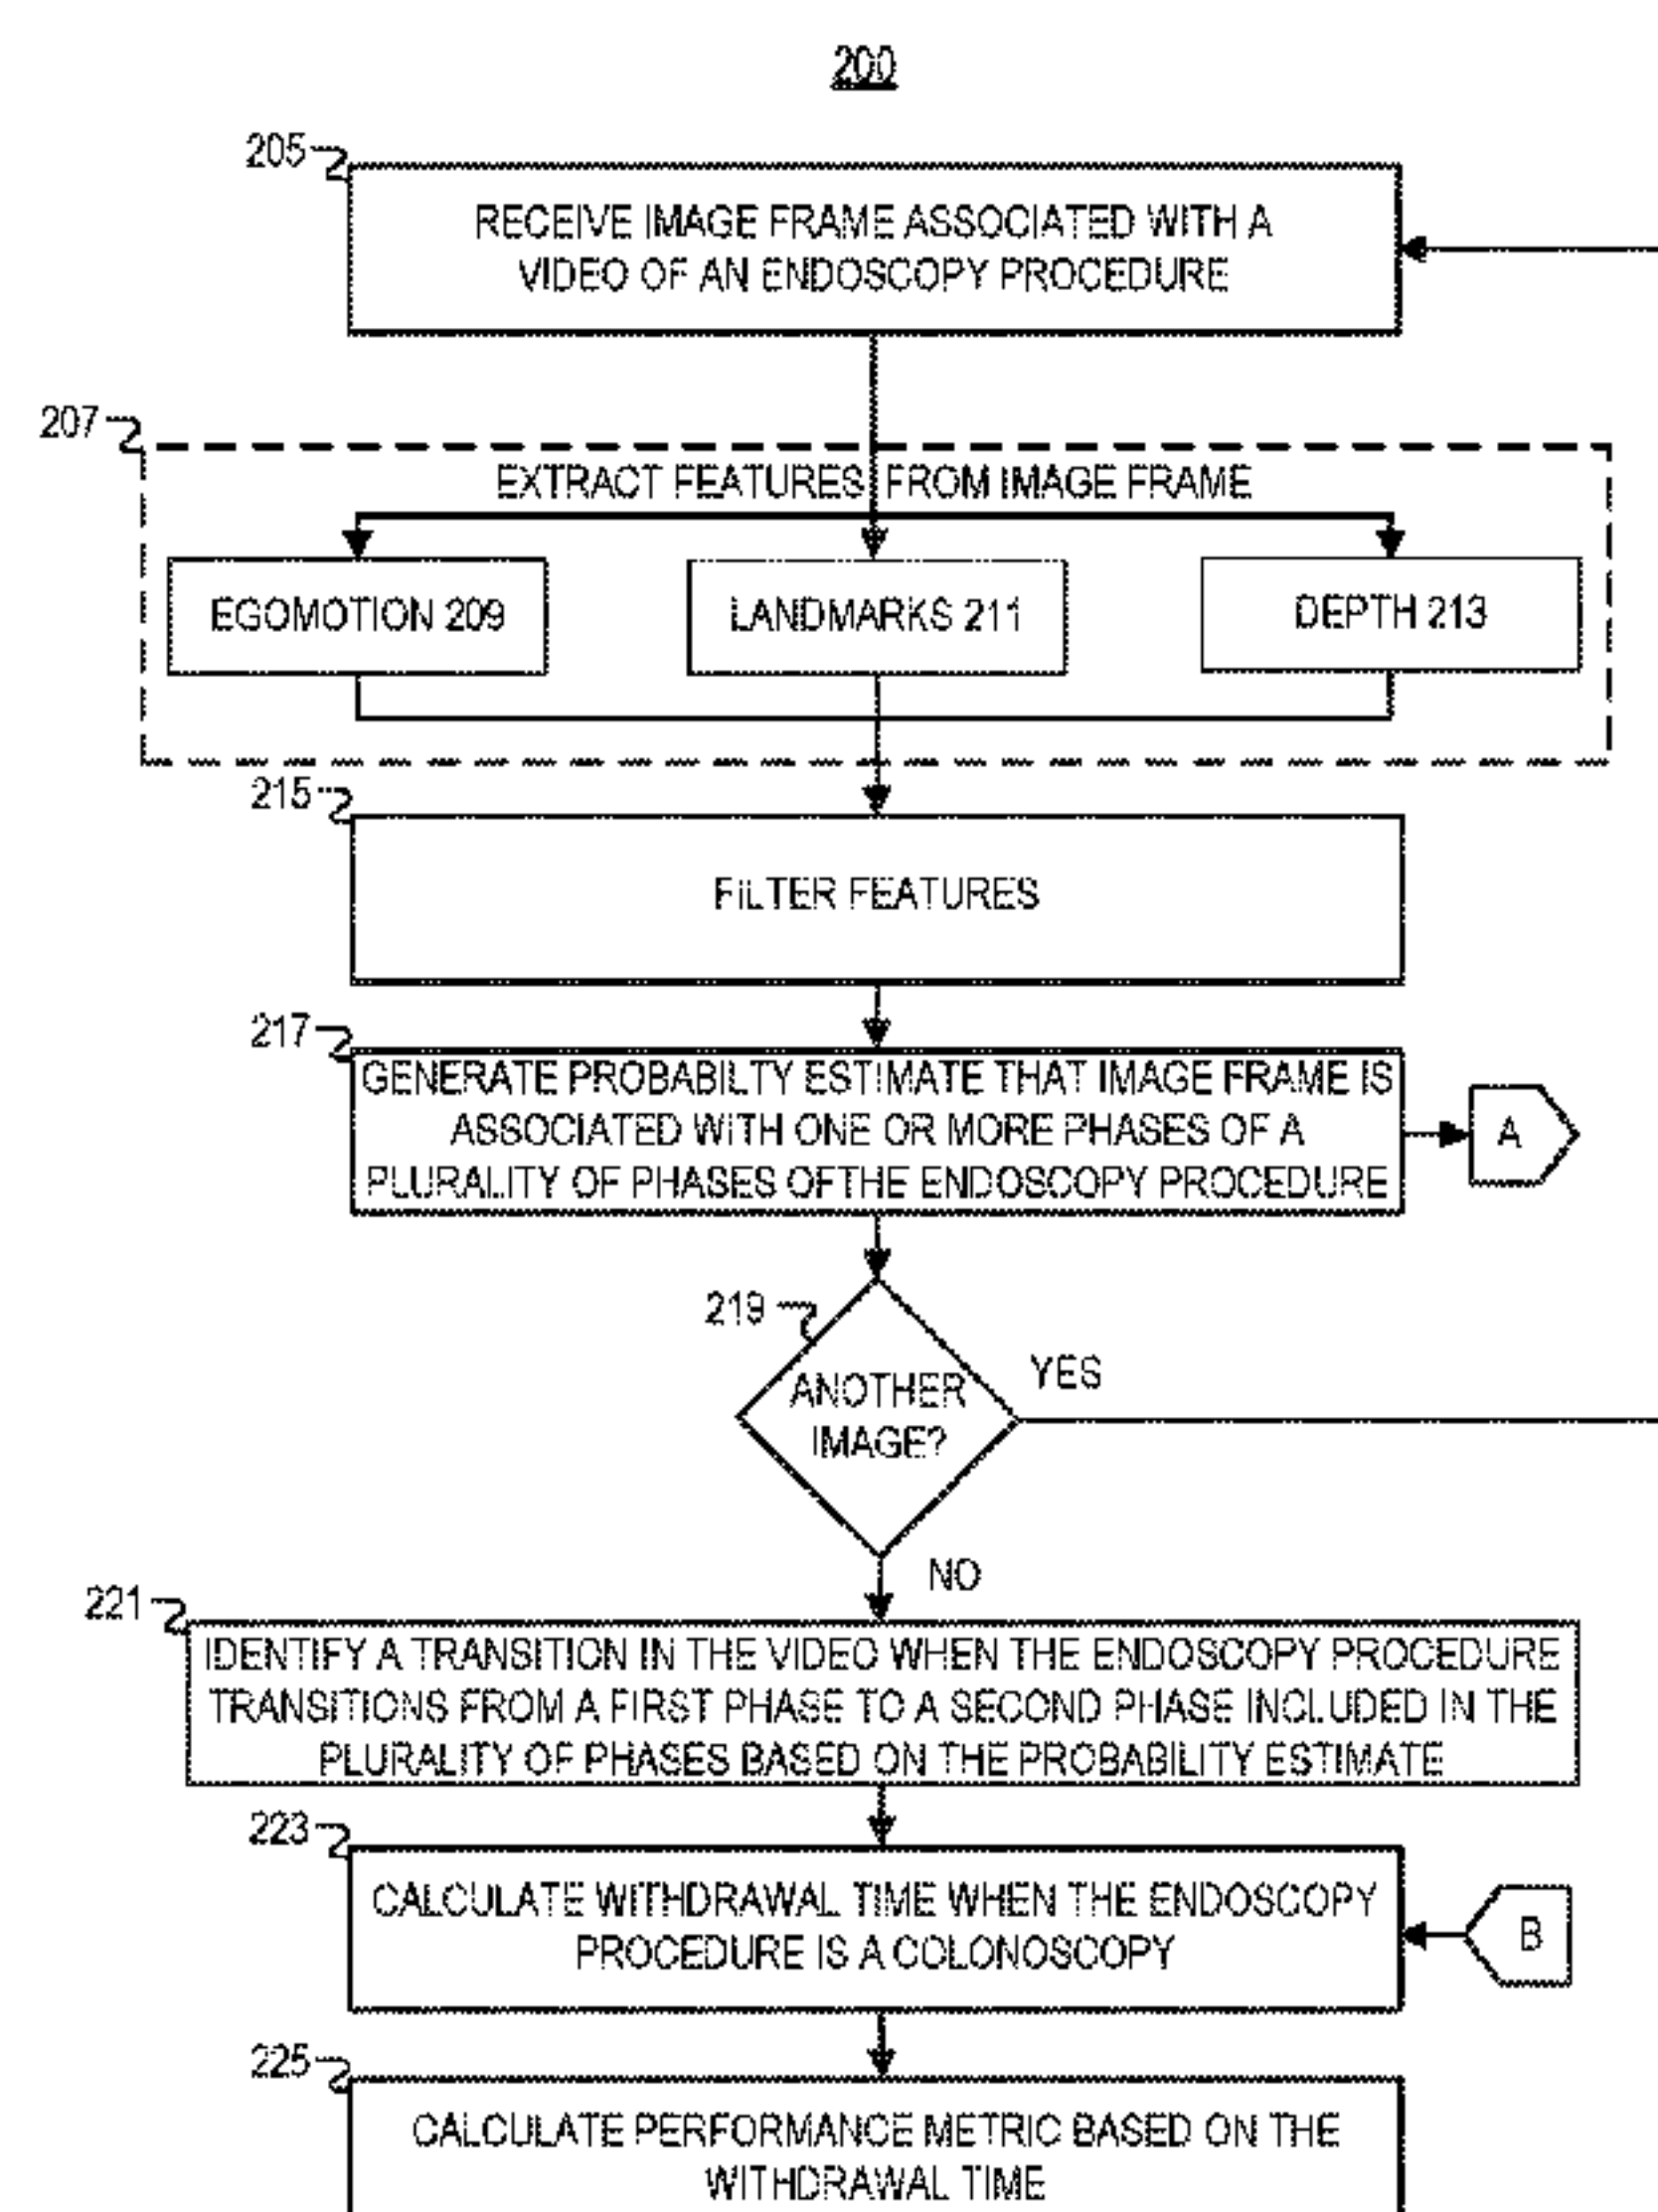 200
205
RECEIVE IMAGE FRAME ASSOCIATED WITH A
VIDEO OF AN ENDOSCOPY PROCEDURE
207
EXTRACT FEATURES FROM IMAGE FRAME
EGOMOTION 209
LANDMARKS 211
DEPTH 213
215
FILTER FEATURES
217
GENERATE PROBABILTY ESTIMATE THAT IMAGE FRAME IS
ASSOCIATED WITH ONE OR MORE PHASES OF A
PLURALITY OF PHASES OFTHE ENDOSCOPY PROCEDURE
A
219
ANOTHER
IMAGE?
YES
NO
221
IDENTIFY A TRANSITION IN THE VIDEO WHEN THE ENDOSCOPY PROCEDURE
TRANSITIONS FROM A FIRST PHASE TO A SECOND PHASE INCLUDED IN THE
PLURALITY OF PHASES BASED ON THE PROBABILITY ESTIMATE
223
CALCULATE WITHDRAWAL TIME WHEN THE ENDOSCOPY
PROCEDURE IS A COLONOSCOPY
B
225
CALCULATE PERFORMANCE METRIC BASED ON THE
WITHDRAWAL TIME